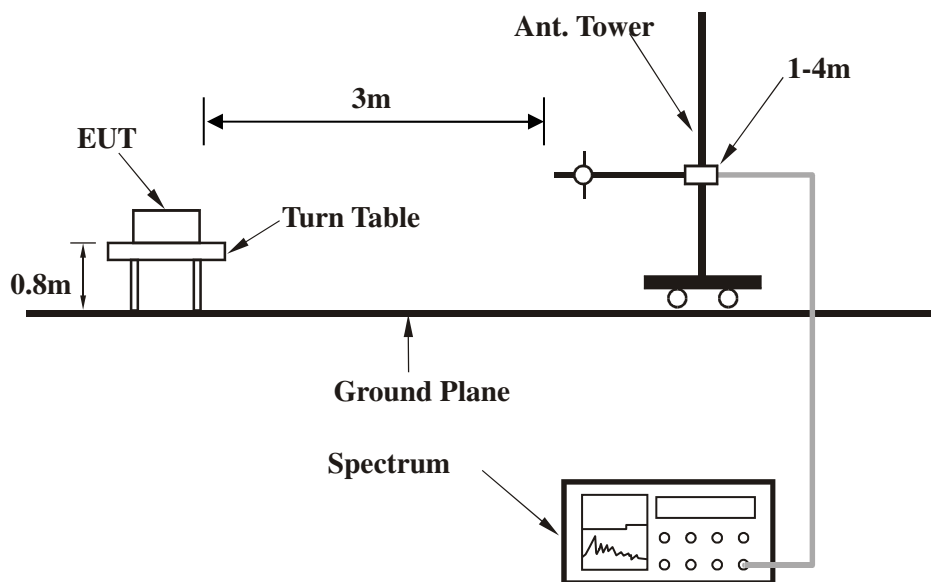 Ant. Tower
1-4m
3m
EUT
Turn Table
0.8m
Ground Plane
Spectrum